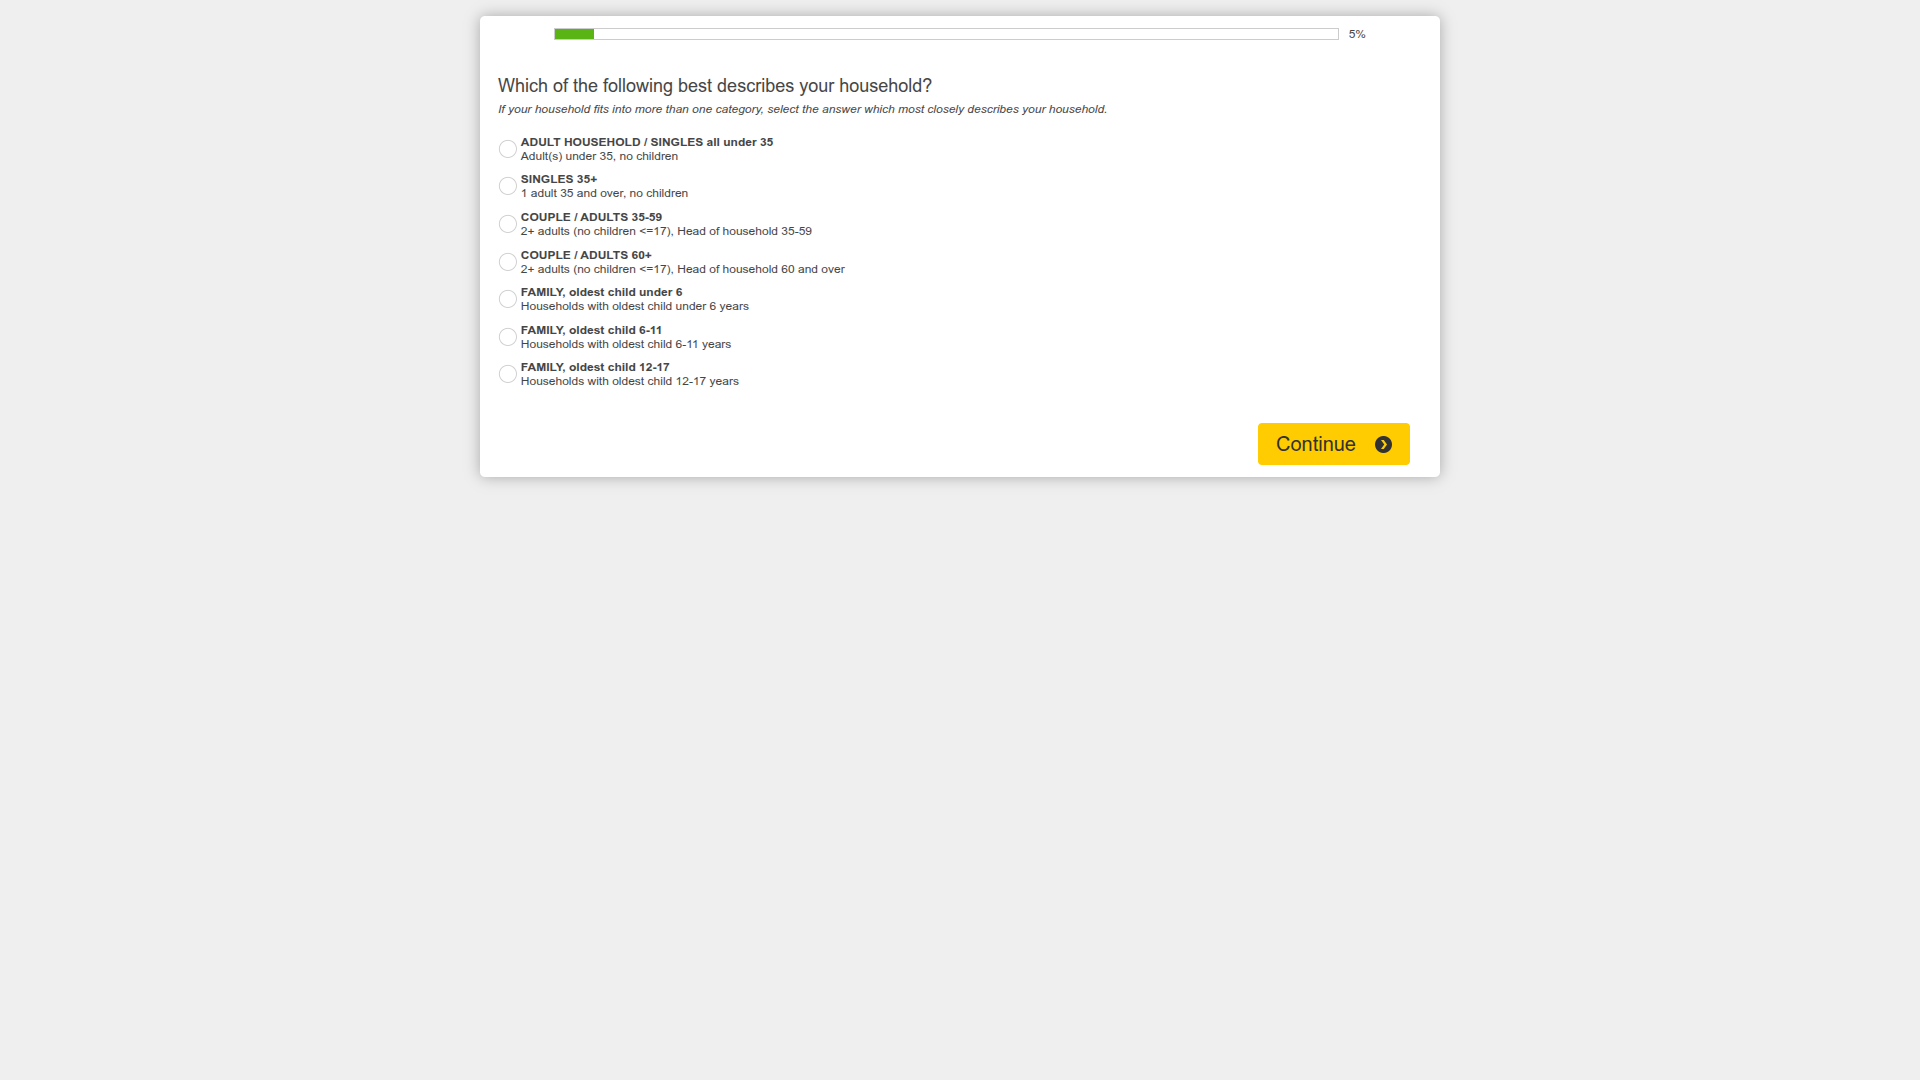 5%
Which of the following best describes your household?
If your household fits into more than one category, select the answer which most closely describes your household.
ADULT HOUSEHOLD / SINGLES all under 35
Adult(s) under 35, no children
SINGLES 35+
1 adult 35 and over, no children
COUPLE / ADULTS 35-59
2+ adults (no children <=17), Head of household 35-59
COUPLE / ADULTS 60+
2+ adults (no children <=17), Head of household 60 and over
FAMILY, oldest child under 6
Households with oldest child under 6 years
FAMILY, oldest child 6-11
Households with oldest child 6-11 years
FAMILY, oldest child 12-17
Households with oldest child 12-17 years
Continue